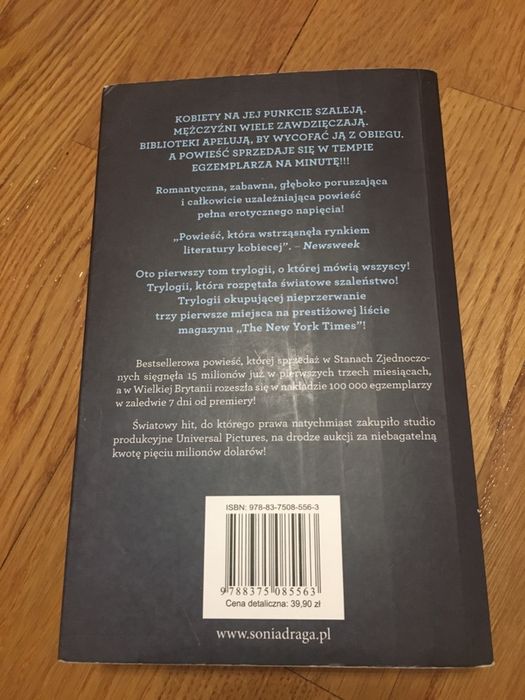 KOBIETY NA JEJ PUNKCIE SZALEJĄ.
MĘŻCZYŹNI WIELE ZAWDZIĘCZAJĄ.
BIBLIOTEKI APELUJĄ, BY WYCOFAĆ JĄ Z OBIEGU.
A POWIEŚĆ SPRZEDAJE SIĘ W TEMPIE
EGZEMPLARZA NA MINUTĘ!!!
Romantyczna, zabawna, głęboko poruszająca
i całkowicie uzależniająca powieść
pełna erotycznego napięcia!
„Powieść, która wstrząsnęła rynkiem
literatury kobiecej”. – Newsweek
Oto pierwszy tom trylogii, o której mówią wszyscy!
Trylogii, która rozpętała światowe szaleństwo!
Trylogii okupującej nieprzerwanie
trzy pierwsze miejsca na prestiżowej liście
magazynu „The New York Times”!
Bestsellerowa powieść, której sprzedaż w Stanach Zjednoczo-
nych sięgnęła 15 milionów już w pierwszych trzech miesiącach,
a w Wielkiej Brytanii rozeszła się w nakładzie 100 000 egzemplarzy
w zaledwie 7 dni od premiery!
Światowy hit, do którego prawa natychmiast zakupiło studio
produkcyjne Universal Pictures, na drodze aukcji za niebagatelną
kwotę pięciu milionów dolarów!
ISBN: 978-83-7508-556-3
9 788375 085563
Cena detaliczna: 39,90 zł
www.soniadraga.pl